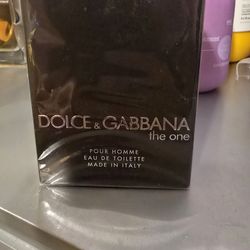 DOLCE & GABBANA
the one
POUR HOMME
EAU DE TOILETTE
MADE IN ITALY